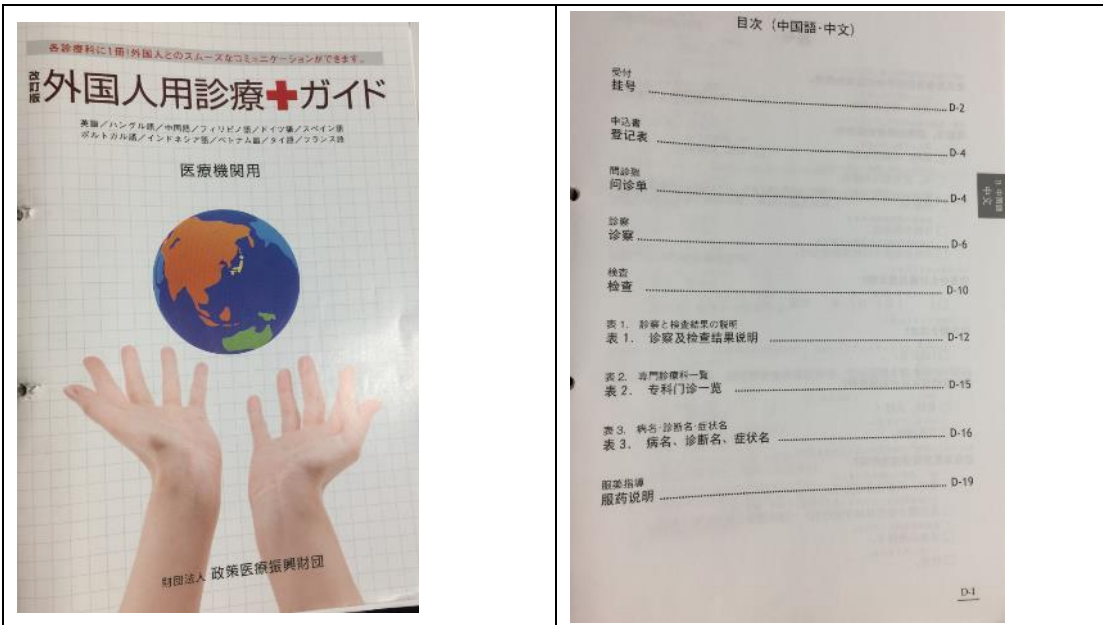 各診療科に1冊!外国人とのスムーズなコミュニケーションができます。
改訂版
外国人用診療ガイド
英語/ハングル語/中国語/フィリピノ語/ドイツ語/スペイン語
ポルトガル語/インドネシア語/ベトナム語/タイ語/フランス語
医療機関用
財団法人 政策医療振興財団
目次(中国語·中文)
受付
挂号 D-2
申込書
登记表 D-4
問診票
问诊单 D-4
診察
诊察 D-6
検査
检查 D-10
表1. 診察と検査結果の説明
表1. 诊察及检查结果说明 D-12
表2. 専門診療科一覧
表2. 专科门诊一览 D-15
表3. 病名·診断名·症状名
表3. 病名、诊断名、症状名 D-16
服薬指導
服药说明 D-19
中国語
中文
D-1